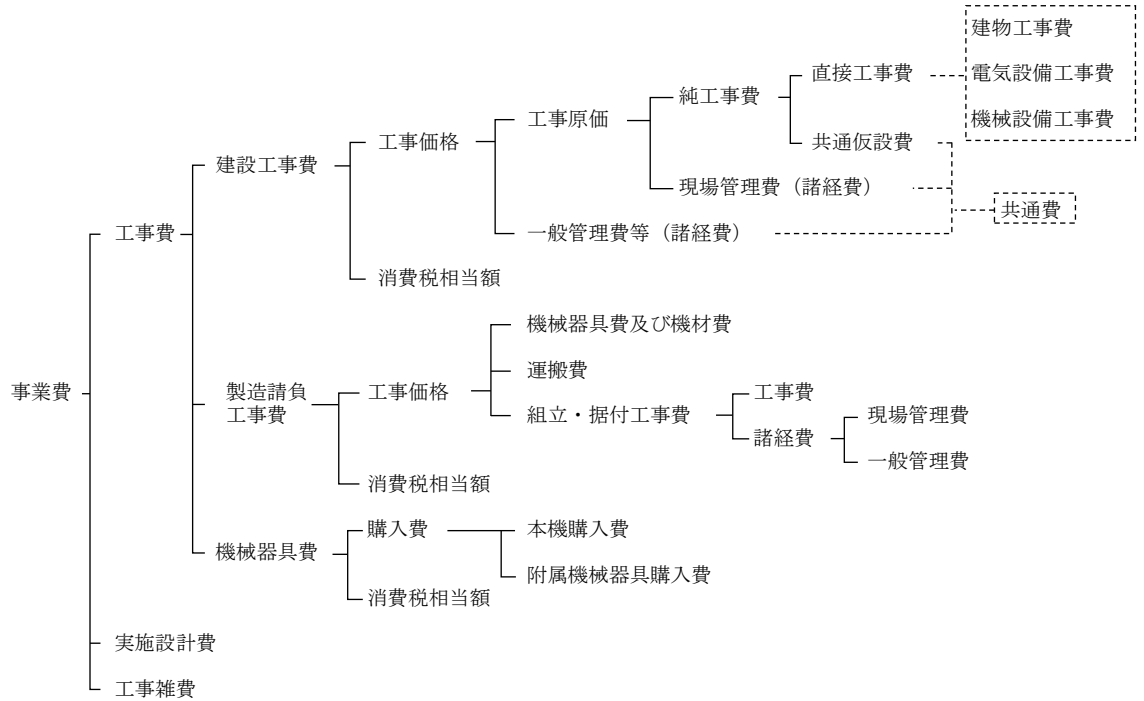 建物工事費
直接工事費
電気設備工事費
純工事費
工事原価
機械設備工事費
工事価格
共通仮設費
建設工事費
現場管理費（諸経費）
共通費
工事費
一般管理費等（諸経費）
消費税相当額
機械器具費及び機材費
運搬費
事業費
製造請負
工事費
工事価格
工事費
組立・据付工事費
現場管理費
諸経費
一般管理費
消費税相当額
購入費
本機購入費
機械器具費
附属機械器具購入費
消費税相当額
実施設計費
工事雑費